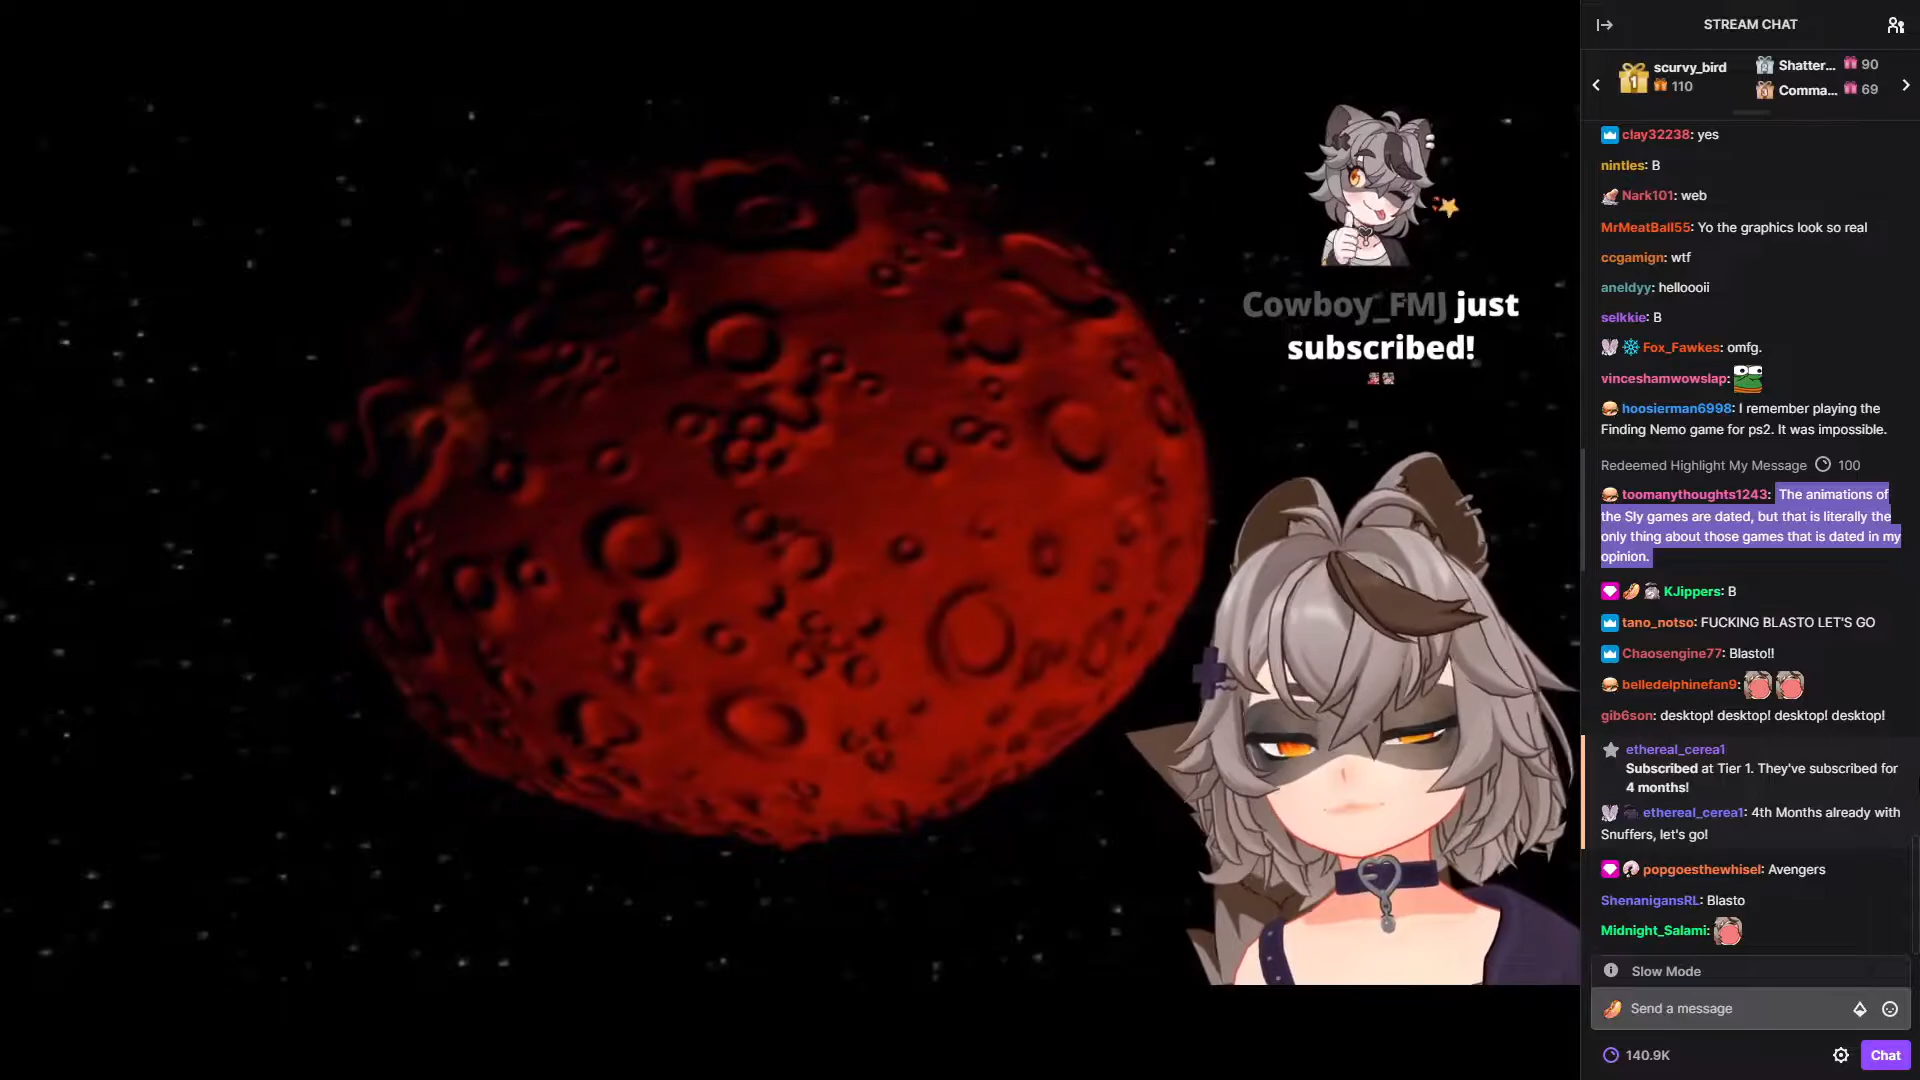 Cowboy_FMJ just
subscribed!
STREAM CHAT
scurvy_bird
110
Shatter... 90
Comma... 69
clay32238: yes
nintles: B
Nark101: web
MrMeatBall55: Yo the graphics look so real
ccgamign: wtf
aneldyy: helloooii
selkkie: B
Fox_Fawkes: omfg.
vinceshamwowslap:
hoosierman6998: I remember playing the
Finding Nemo game for ps2. It was impossible.
Redeemed Highlight My Message 100
toomanythoughts1243: The animations of
the Sly games are dated, but that is literally the
only thing about those games that is dated in my
opinion.
KJippers: B
tano_notso: FUCKING BLASTO LET'S GO
Chaosengine77: Blasto!!
belledelphinefan9:
gib6son: desktop! desktop! desktop! desktop!
ethereal_cerea1
Subscribed at Tier 1. They've subscribed for
4 months!
ethereal_cerea1: 4th Months already with
Snuffers, let's go!
popgoesthewhisel: Avengers
ShenanigansRL: Blasto
Midnight_Salami:
Slow Mode
Send a message
140.9K
Chat